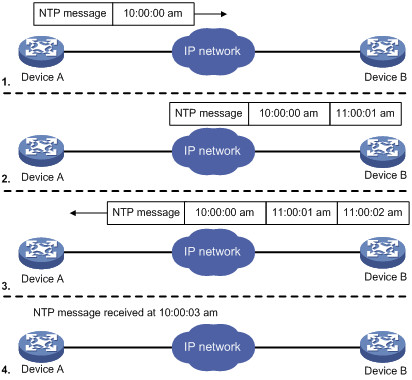 NTP message 10:00:00 am
IP network
Device A Device B
1.
NTP message 10:00:00 am 11:00:01 am
IP network
Device A Device B
2.
NTP message 10:00:00 am 11:00:01 am 11:00:02 am
IP network
Device A Device B
3.
NTP message received at 10:00:03 am
IP network
4. Device A Device B